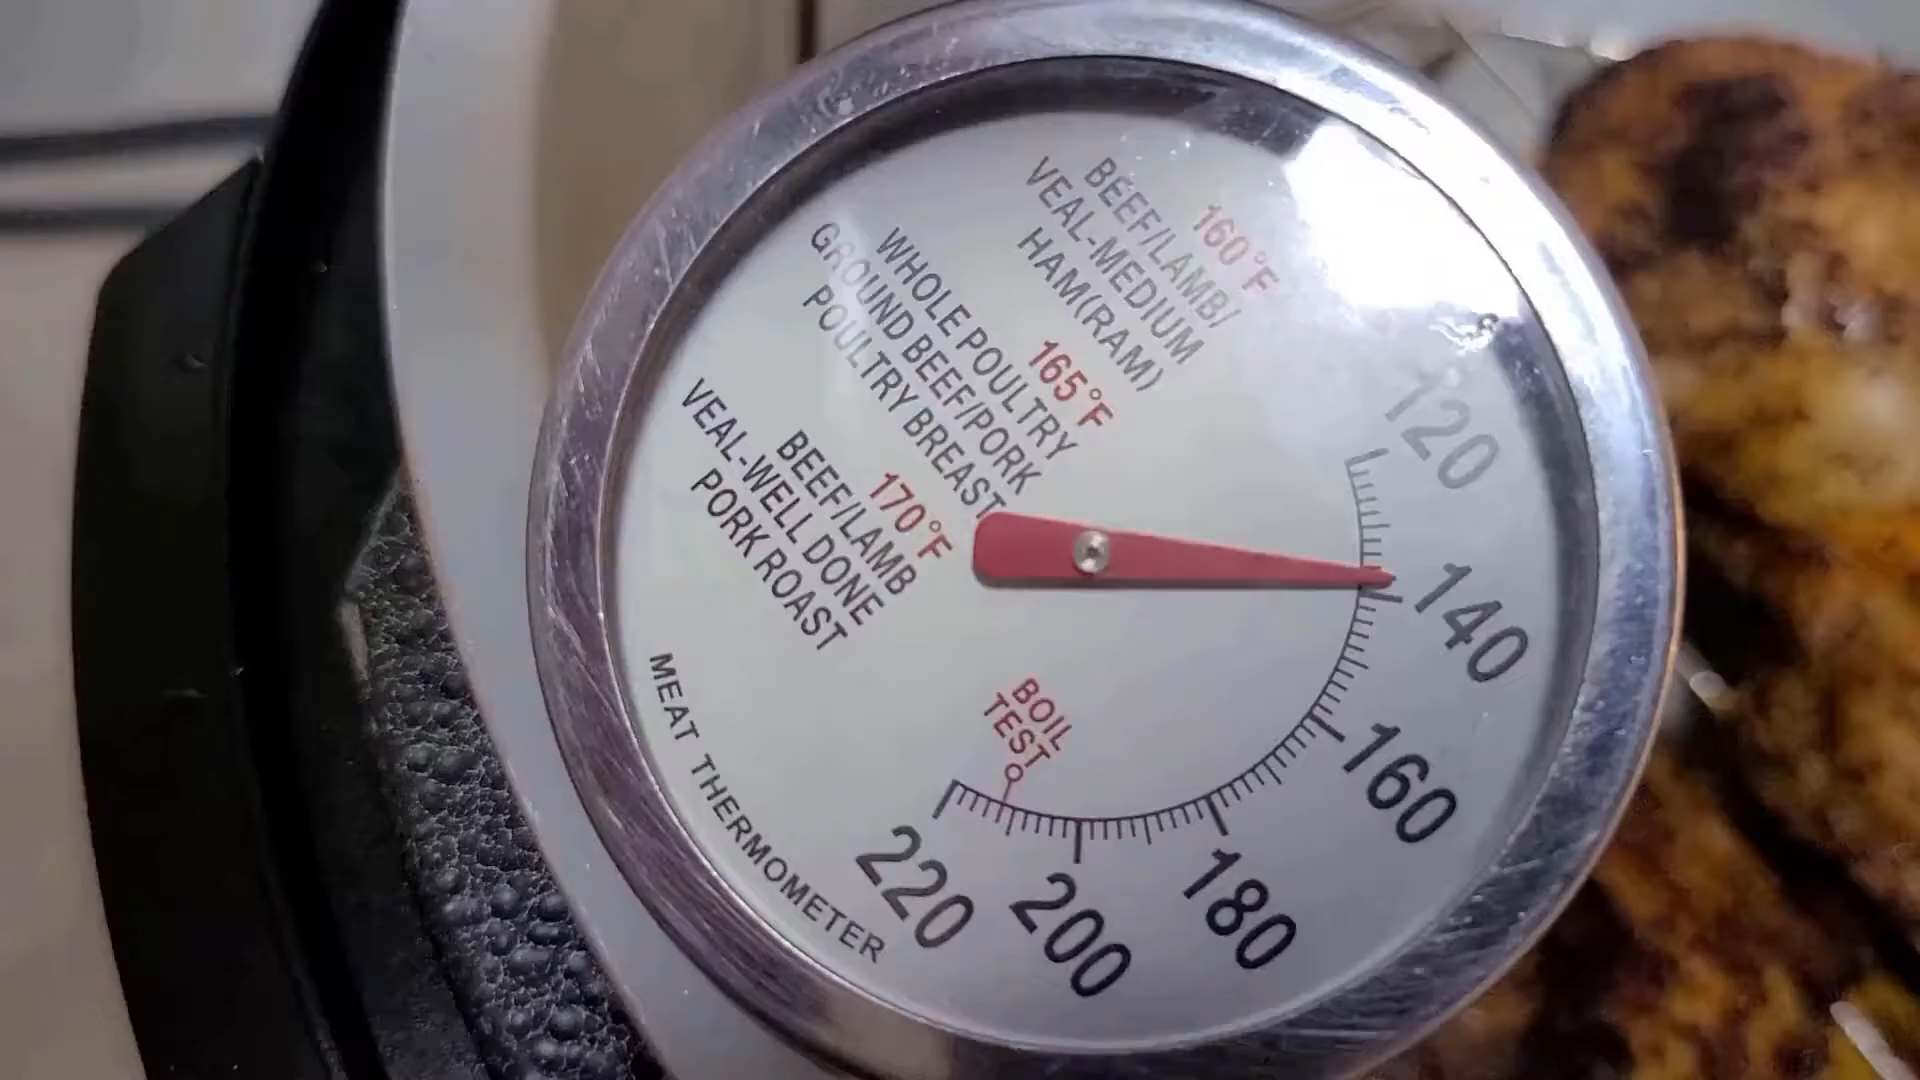 160°F
BEEF/LAMB/
VEAL-MEDIUM
HAM(RAM)
165°F
WHOLE POULTRY
GROUND BEEF/PORK
POULTRY BREAST
170°F
BEEF/LAMB
VEAL-WELL DONE
PORK ROAST
BOIL
TEST
120
140
160
180
200
220
MEAT THERMOMETER